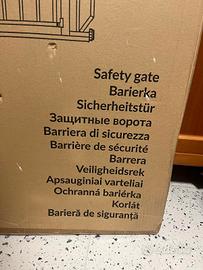 Safety gate
Barierka
Sicherheitstür
Защитные ворота
Barriera di sicurezza
Barrière de sécurité
Barrera
Veiligheidsrek
Apsauginiai varteliai
Ochranná bariérka
Korlát
Barieră de siguranță